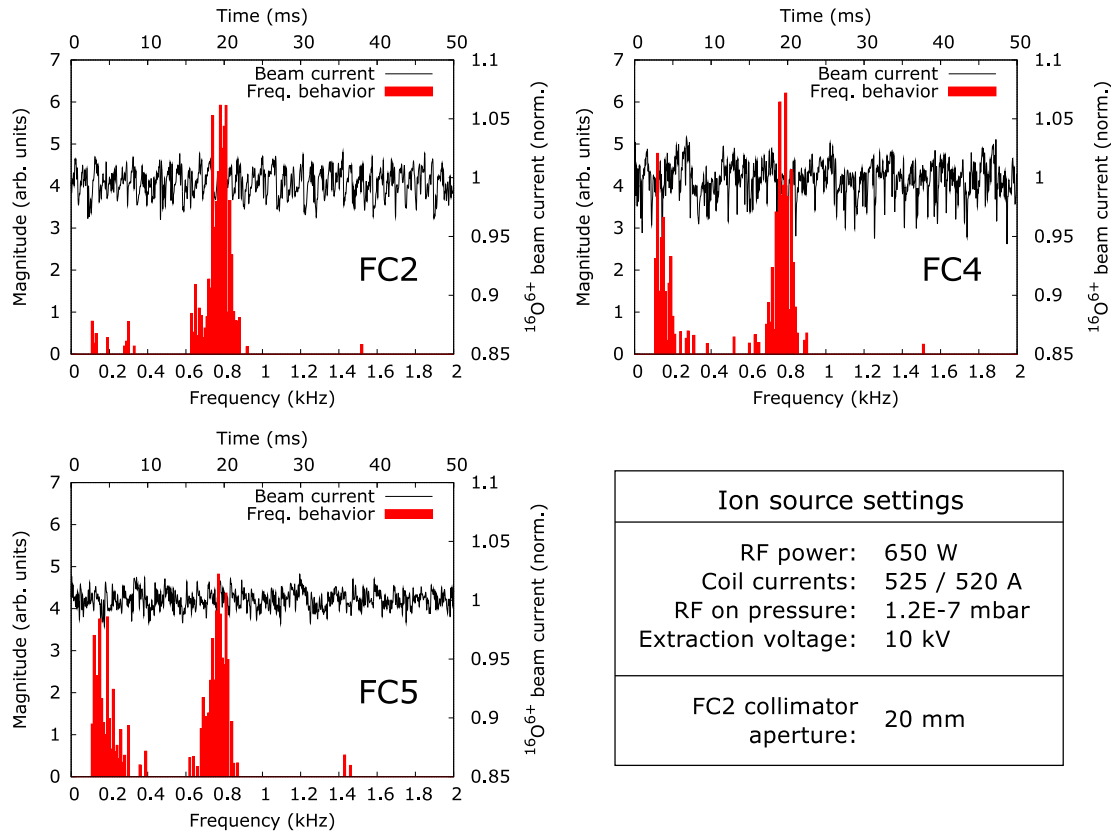 Time (ms)
0 10 20 30 40 50
Beam current
Freq. behavior
Magnitude (arb. units)
7
6
5
4
3
2
1
0
¹⁶O⁶⁺ beam current (norm.)
1.1
1.05
1
0.95
0.9
0.85
FC2
0 0.2 0.4 0.6 0.8 1 1.2 1.4 1.6 1.8 2
Frequency (kHz)
Time (ms)
0 10 20 30 40 50
Beam current
Freq. behavior
Magnitude (arb. units)
7
6
5
4
3
2
1
0
¹⁶O⁶⁺ beam current (norm.)
1.1
1.05
1
0.95
0.9
0.85
FC4
0 0.2 0.4 0.6 0.8 1 1.2 1.4 1.6 1.8 2
Frequency (kHz)
Time (ms)
0 10 20 30 40 50
Beam current
Freq. behavior
Magnitude (arb. units)
7
6
5
4
3
2
1
0
¹⁶O⁶⁺ beam current (norm.)
1.1
1.05
1
0.95
0.9
0.85
FC5
0 0.2 0.4 0.6 0.8 1 1.2 1.4 1.6 1.8 2
Frequency (kHz)
Ion source settings
RF power: 650 W
Coil currents: 525 / 520 A
RF on pressure: 1.2E-7 mbar
Extraction voltage: 10 kV
FC2 collimator
aperture: 20 mm